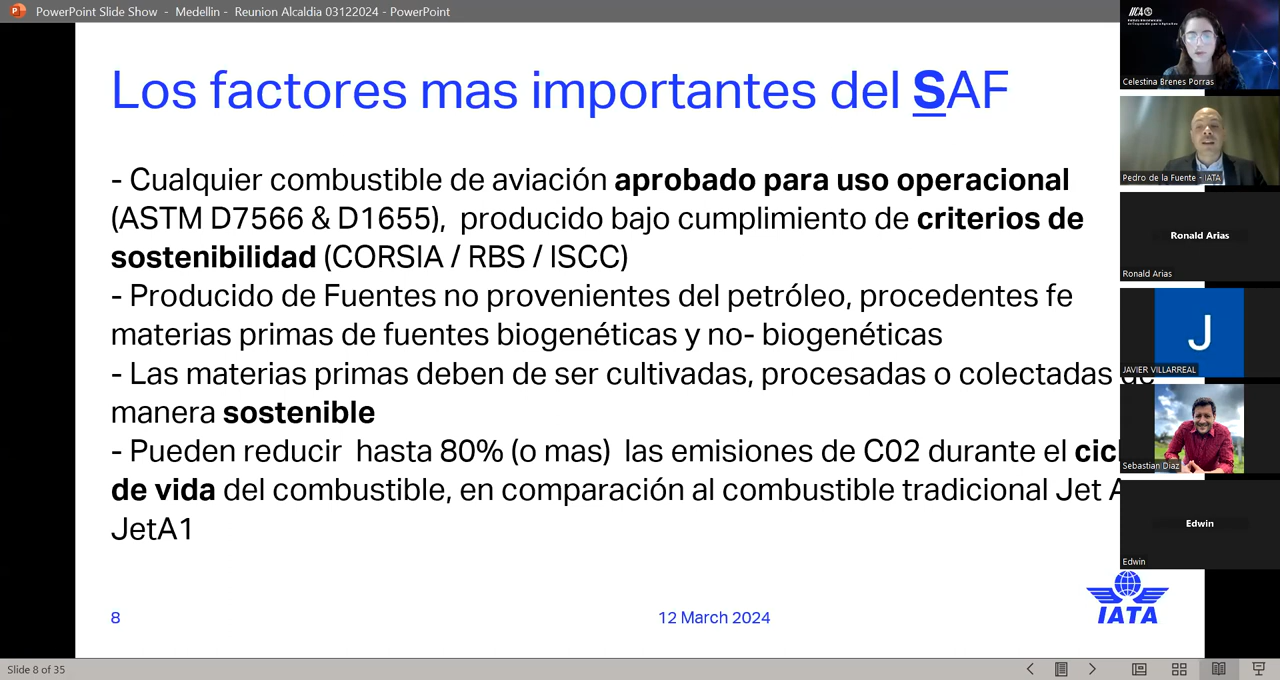 PowerPoint Slide Show - Medellin - Reunion Alcaldia 03122024 - PowerPoint
Los factores mas importantes del SAF
- Cualquier combustible de aviación aprobado para uso operacional
(ASTM D7566 & D1655), producido bajo cumplimiento de criterios de
sostenibilidad (CORSIA / RBS / ISCC)
- Producido de Fuentes no provenientes del petróleo, procedentes fe
materias primas de fuentes biogenéticas y no- biogenéticas
- Las materias primas deben de ser cultivadas, procesadas o colectadas de
manera sostenible
- Pueden reducir hasta 80% (o mas) las emisiones de C02 durante el cicl
de vida del combustible, en comparación al combustible tradicional Jet A
JetA1
8
12 March 2024
IATA
Slide 8 of 35
IICA
Celestina Brenes Porras
Pedro de la Fuente - IATA
Ronald Arias
Ronald Arias
J
JAVIER VILLARREAL
Sebastian Diaz
Edwin
Edwin